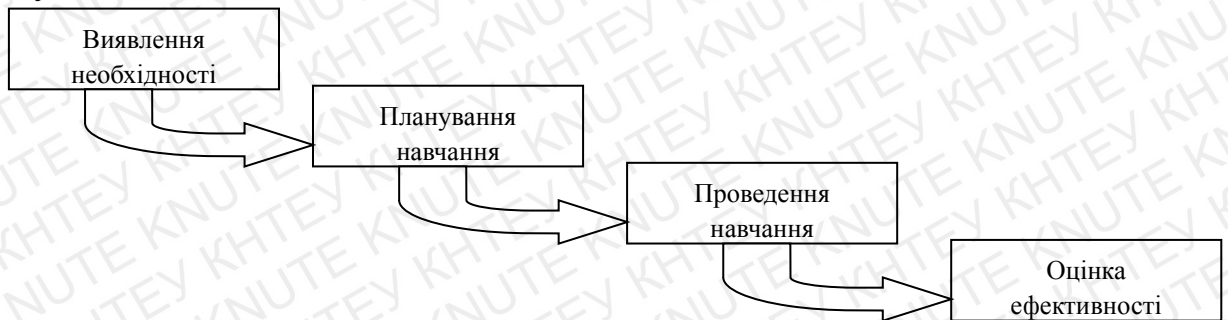 Виявлення
необхідності
Планування
навчання
Проведення
навчання
Оцінка
ефективності